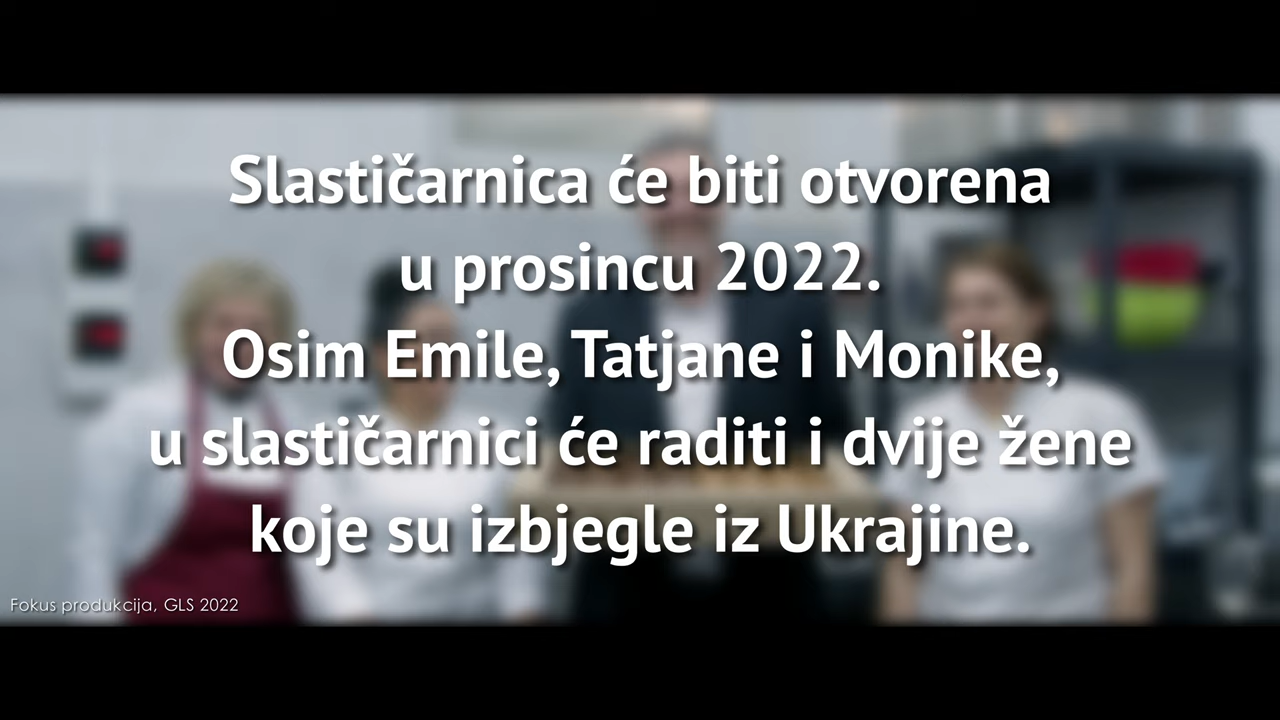 Slastičarnica će biti otvorena
u prosincu 2022.
Osim Emile, Tatjane i Monike,
u slastičarnici će raditi i dvije žene
koje su izbjegle iz Ukrajine.
Fokus produkcija, GLS 2022